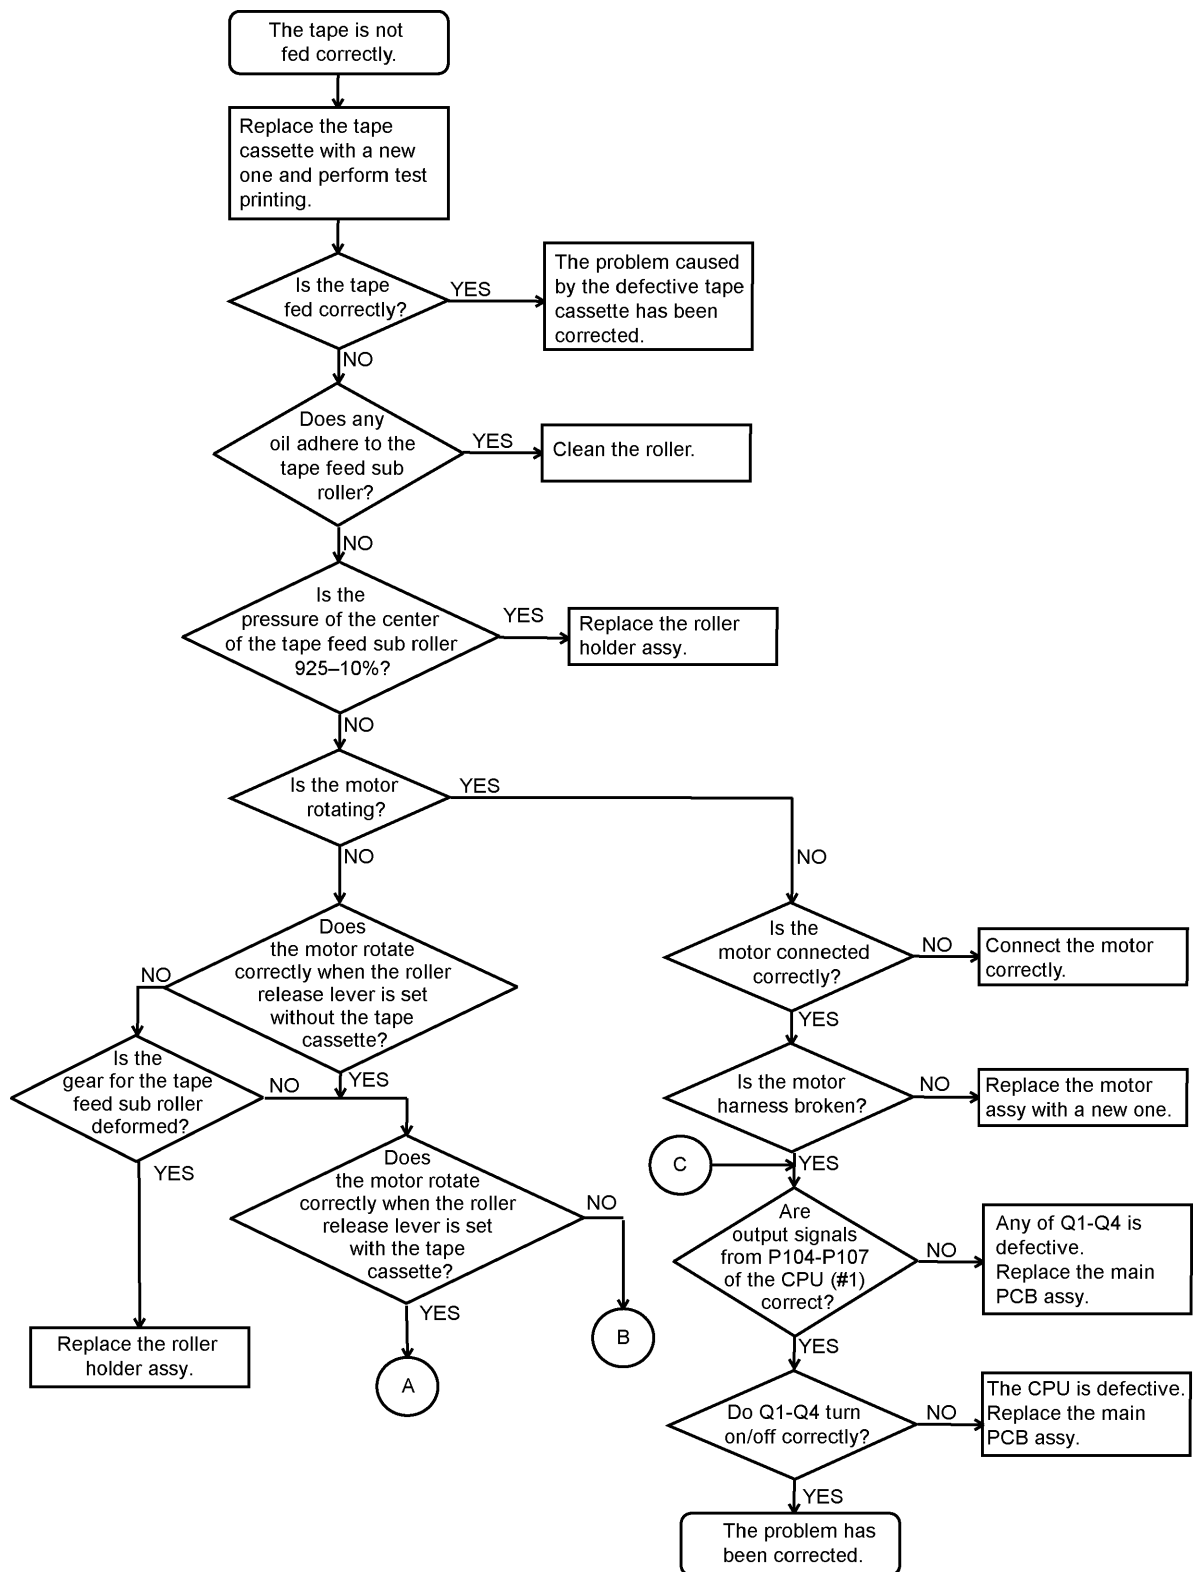 The tape is not
fed correctly.
Replace the tape
cassette with a new
one and perform test
printing.
Is the tape
fed correctly?
YES
The problem caused
by the defective tape
cassette has been
corrected.
NO
Does any
oil adhere to the
tape feed sub
roller?
YES
Clean the roller.
NO
Is the
pressure of the center
of the tape feed sub roller
925–10%?
YES
Replace the roller
holder assy.
NO
Is the motor
rotating?
YES
NO
NO
Does
the motor rotate
correctly when the roller
release lever is set
without the tape
cassette?
NO
YES
Is the
gear for the tape
feed sub roller
deformed?
NO
YES
Replace the roller
holder assy.
Does
the motor rotate
correctly when the roller
release lever is set
with the tape
cassette?
NO
B
YES
A
Is the
motor connected
correctly?
NO
Connect the motor
correctly.
YES
Is the motor
harness broken?
NO
Replace the motor
assy with a new one.
C
YES
Are
output signals
from P104-P107
of the CPU (#1)
correct?
NO
Any of Q1-Q4 is
defective.
Replace the main
PCB assy.
YES
Do Q1-Q4 turn
on/off correctly?
NO
The CPU is defective.
Replace the main
PCB assy.
YES
The problem has
been corrected.